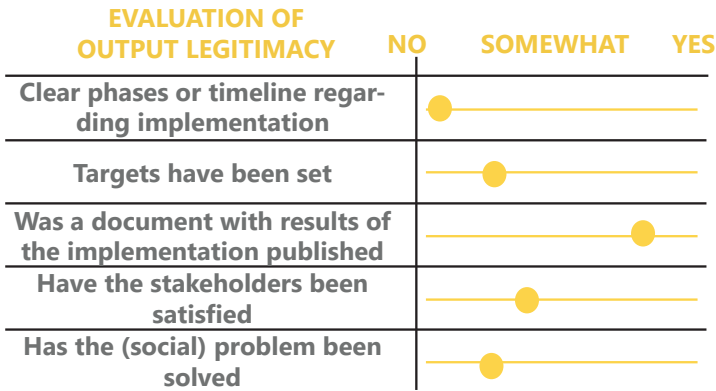 EVALUATION OF
OUTPUT LEGITIMACY
NO SOMEWHAT YES
Clear phases or timeline regar-
ding implementation
Targets have been set
Was a document with results of
the implementation published
Have the stakeholders been
satisfied
Has the (social) problem been
solved